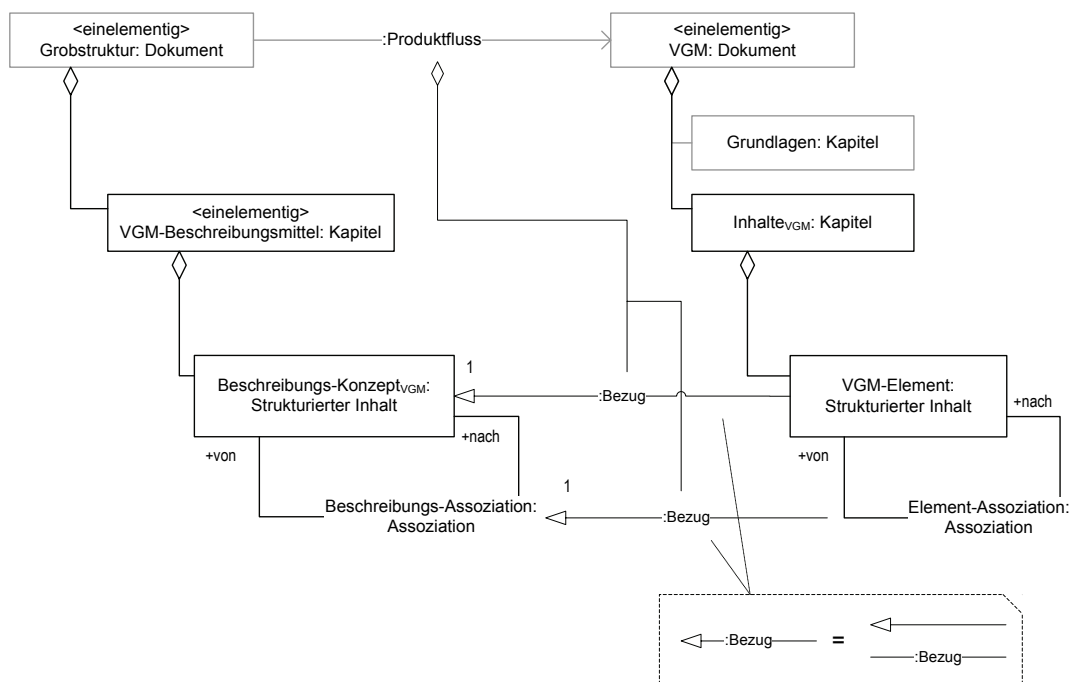 <einelementig>
Grobstruktur: Dokument
:Produktfluss
<einelementig>
VGM: Dokument
Grundlagen: Kapitel
<einelementig>
VGM-Beschreibungsmittel: Kapitel
InhalteVGM: Kapitel
Beschreibungs-KonzeptVGM:
Strukturierter Inhalt
1
:Bezug
VGM-Element:
Strukturierter Inhalt
+nach
+nach
+von
+von
Beschreibungs-Assoziation:
Assoziation
1
:Bezug
Element-Assoziation:
Assoziation
:Bezug
=
:Bezug